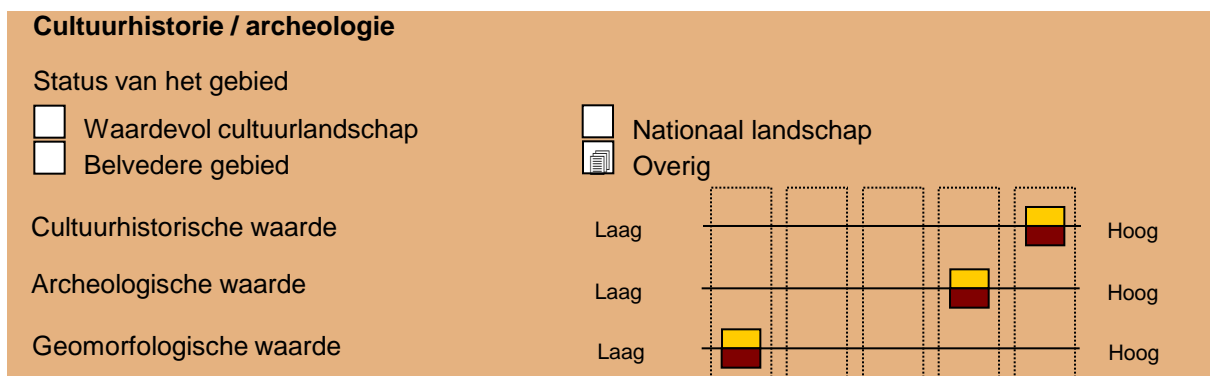 Cultuurhistorie / archeologie
Status van het gebied
Waardevol cultuurlandschap Nationaal landschap
Belvedere gebied Overig
Cultuurhistorische waarde Laag Hoog
Archeologische waarde Laag Hoog
Geomorfologische waarde Laag Hoog